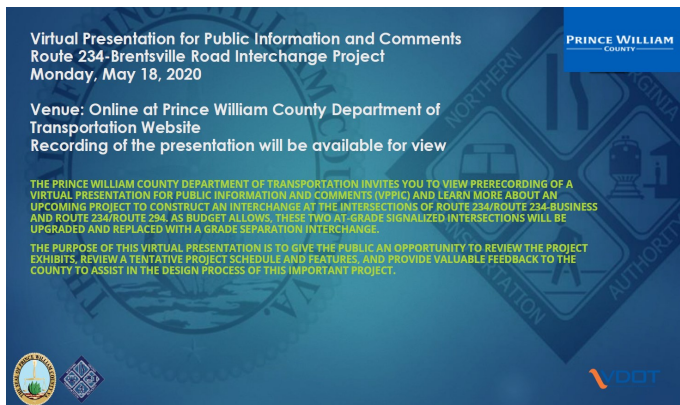 Virtual Presentation for Public Information and Comments
Route 234-Brentsville Road Interchange Project
Monday, May 18, 2020
PRINCE WILLIAM
COUNTY
Venue: Online at Prince William County Department of
Transportation Website
Recording of the presentation will be available for view
THE PRINCE WILLIAM COUNTY DEPARTMENT OF TRANSPORTATION INVITES YOU TO VIEW PRERECORDING OF A
VIRTUAL PRESENTATION FOR PUBLIC INFORMATION AND COMMENTS (VPPIC) AND LEARN MORE ABOUT AN
UPCOMING PROJECT TO CONSTRUCT AN INTERCHANGE AT THE INTERSECTIONS OF ROUTE 234/ROUTE 234-BUSINESS
AND ROUTE 234/ROUTE 294. AS BUDGET ALLOWS, THESE TWO AT-GRADE SIGNALIZED INTERSECTIONS WILL BE
UPGRADED AND REPLACED WITH A GRADE SEPARATION INTERCHANGE.
THE PURPOSE OF THIS VIRTUAL PRESENTATION IS TO GIVE THE PUBLIC AN OPPORTUNITY TO REVIEW THE PROJECT
EXHIBITS, REVIEW A TENTATIVE PROJECT SCHEDULE AND FEATURES, AND PROVIDE VALUABLE FEEDBACK TO THE
COUNTY TO ASSIST IN THE DESIGN PROCESS OF THIS IMPORTANT PROJECT.
NORTHERN
VIRGINIA
TRANSPORTATION
AUTHORITY
VDOT